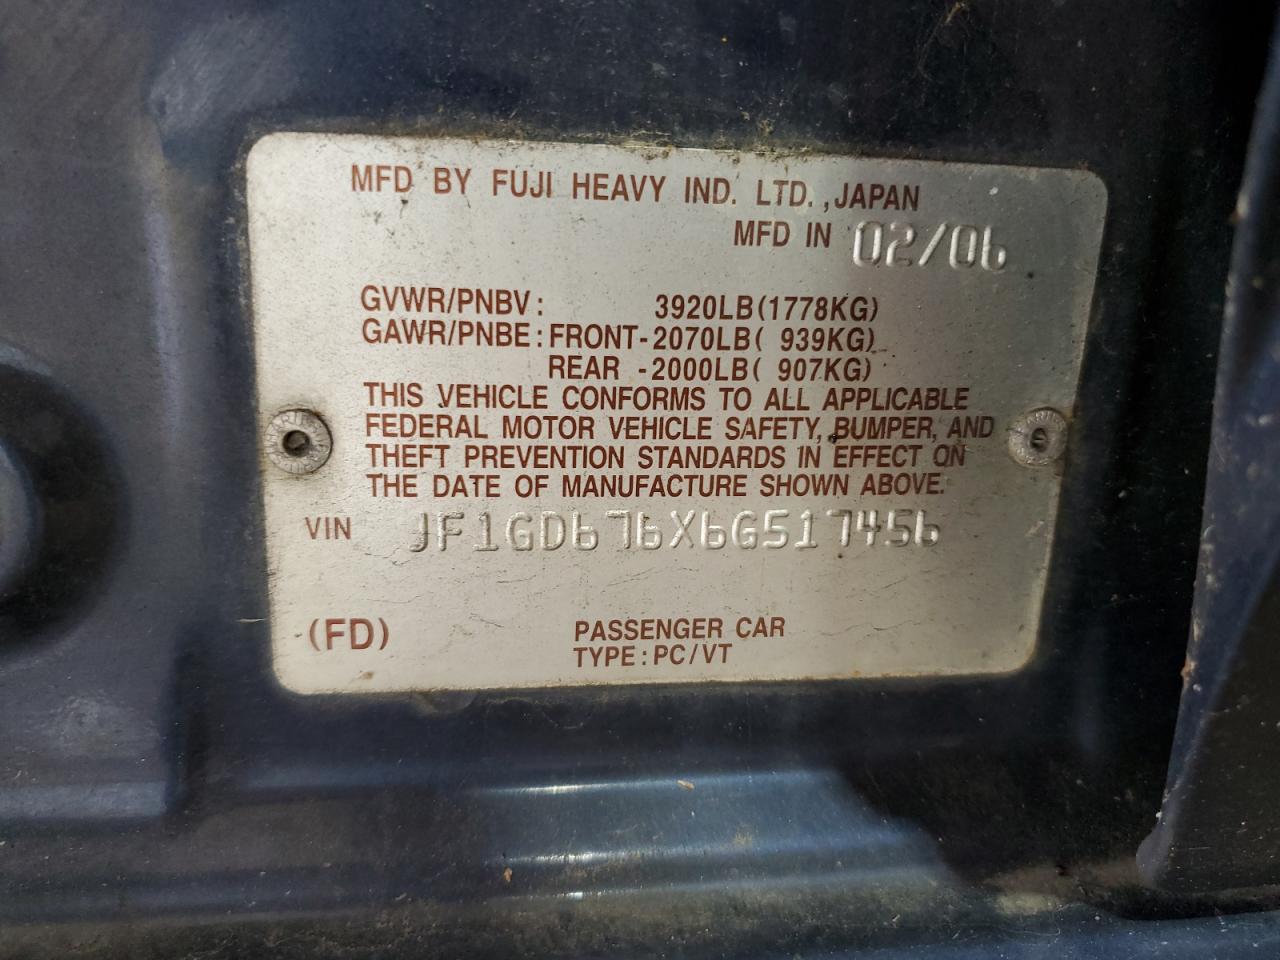 MFD BY FUJI HEAVY IND. LTD., JAPAN
MFD IN 02/06
GVWR/PNBV: 3920LB(1778KG)
GAWR/PNBE: FRONT-2070LB( 939KG)
REAR -2000LB( 907KG)
THIS VEHICLE CONFORMS TO ALL APPLICABLE
FEDERAL MOTOR VEHICLE SAFETY, BUMPER, AND
THEFT PREVENTION STANDARDS IN EFFECT ON
THE DATE OF MANUFACTURE SHOWN ABOVE.
VIN JF1GD676X6G517456
(FD) PASSENGER CAR
TYPE: PC/VT